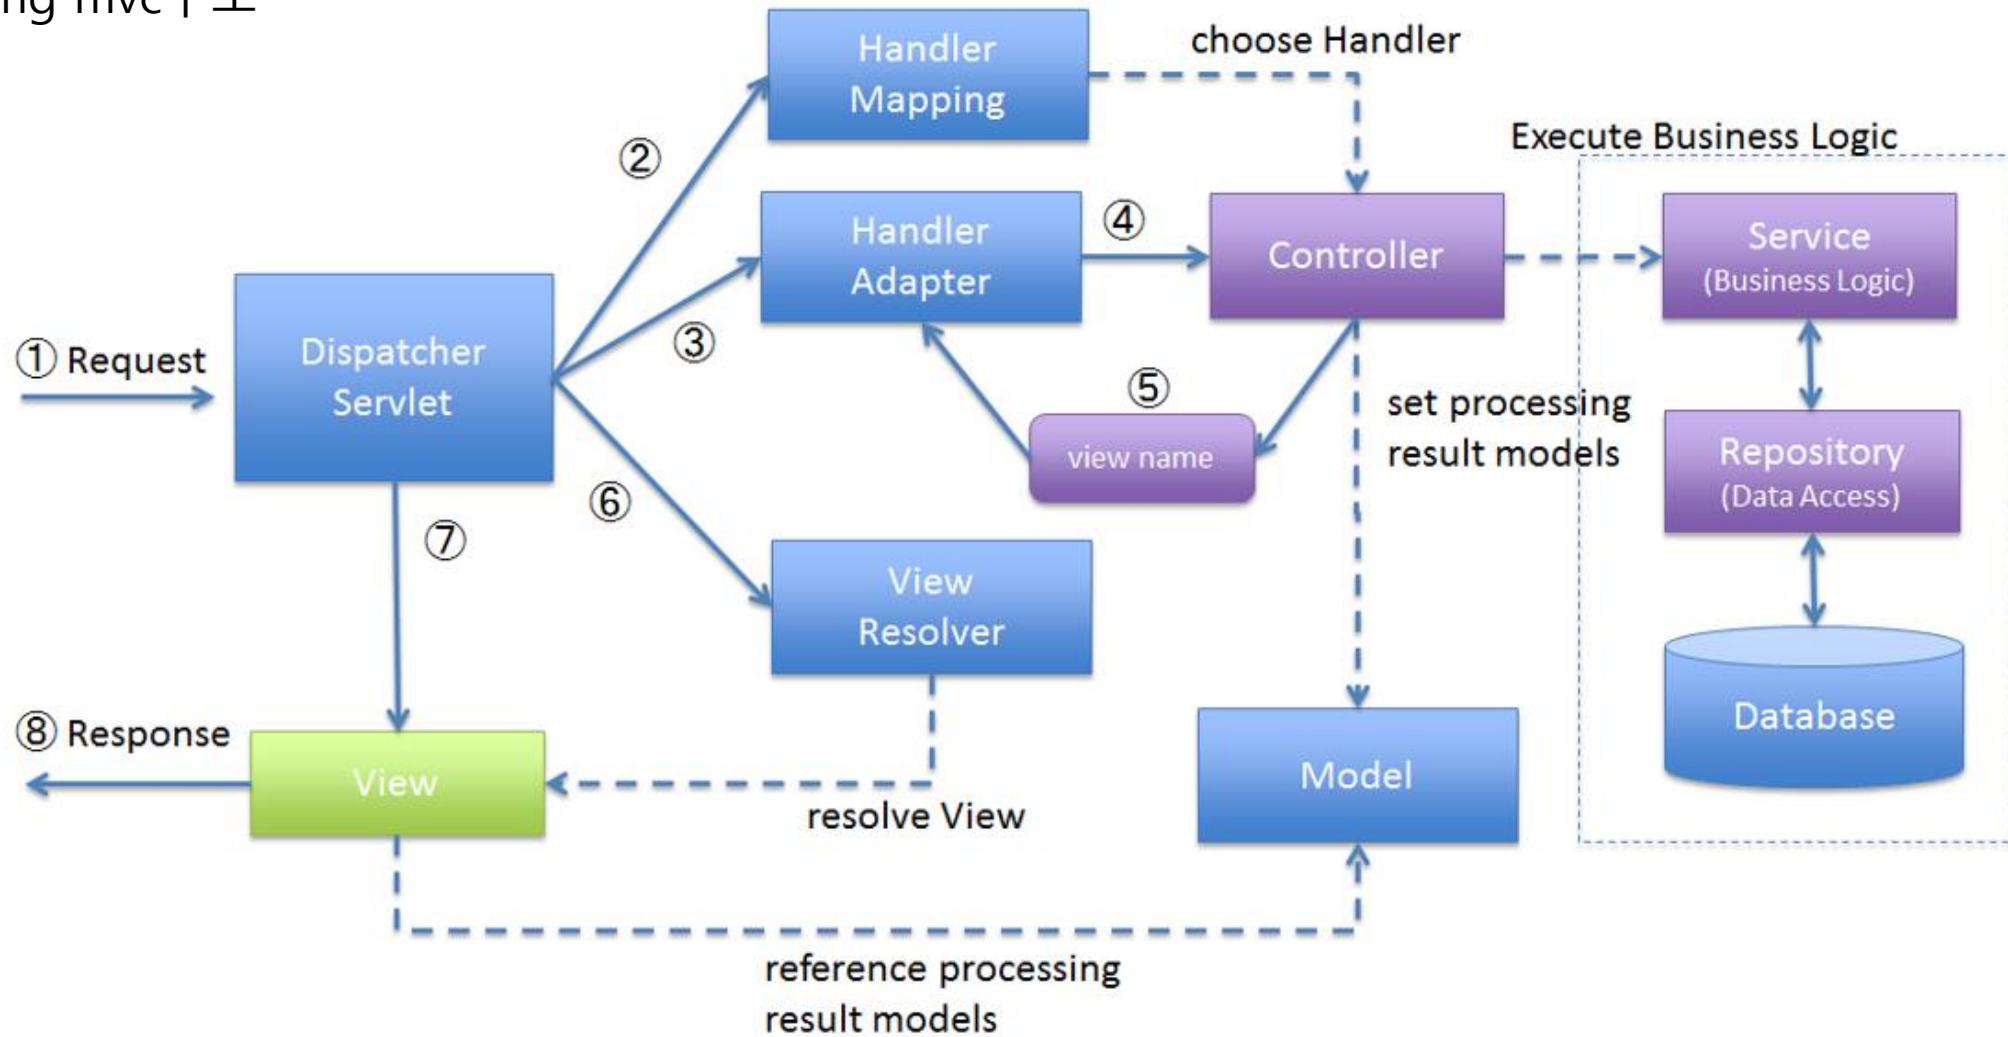 choose Handler
Handler
Mapping
②
Execute Business Logic
Handler
Adapter
④
Controller
Service
(Business Logic)
③
① Request
Dispatcher
Servlet
⑤
view name
set processing
result models
Repository
(Data Access)
⑥
⑦
View
Resolver
⑧ Response
View
resolve View
Model
Database
reference processing
result models